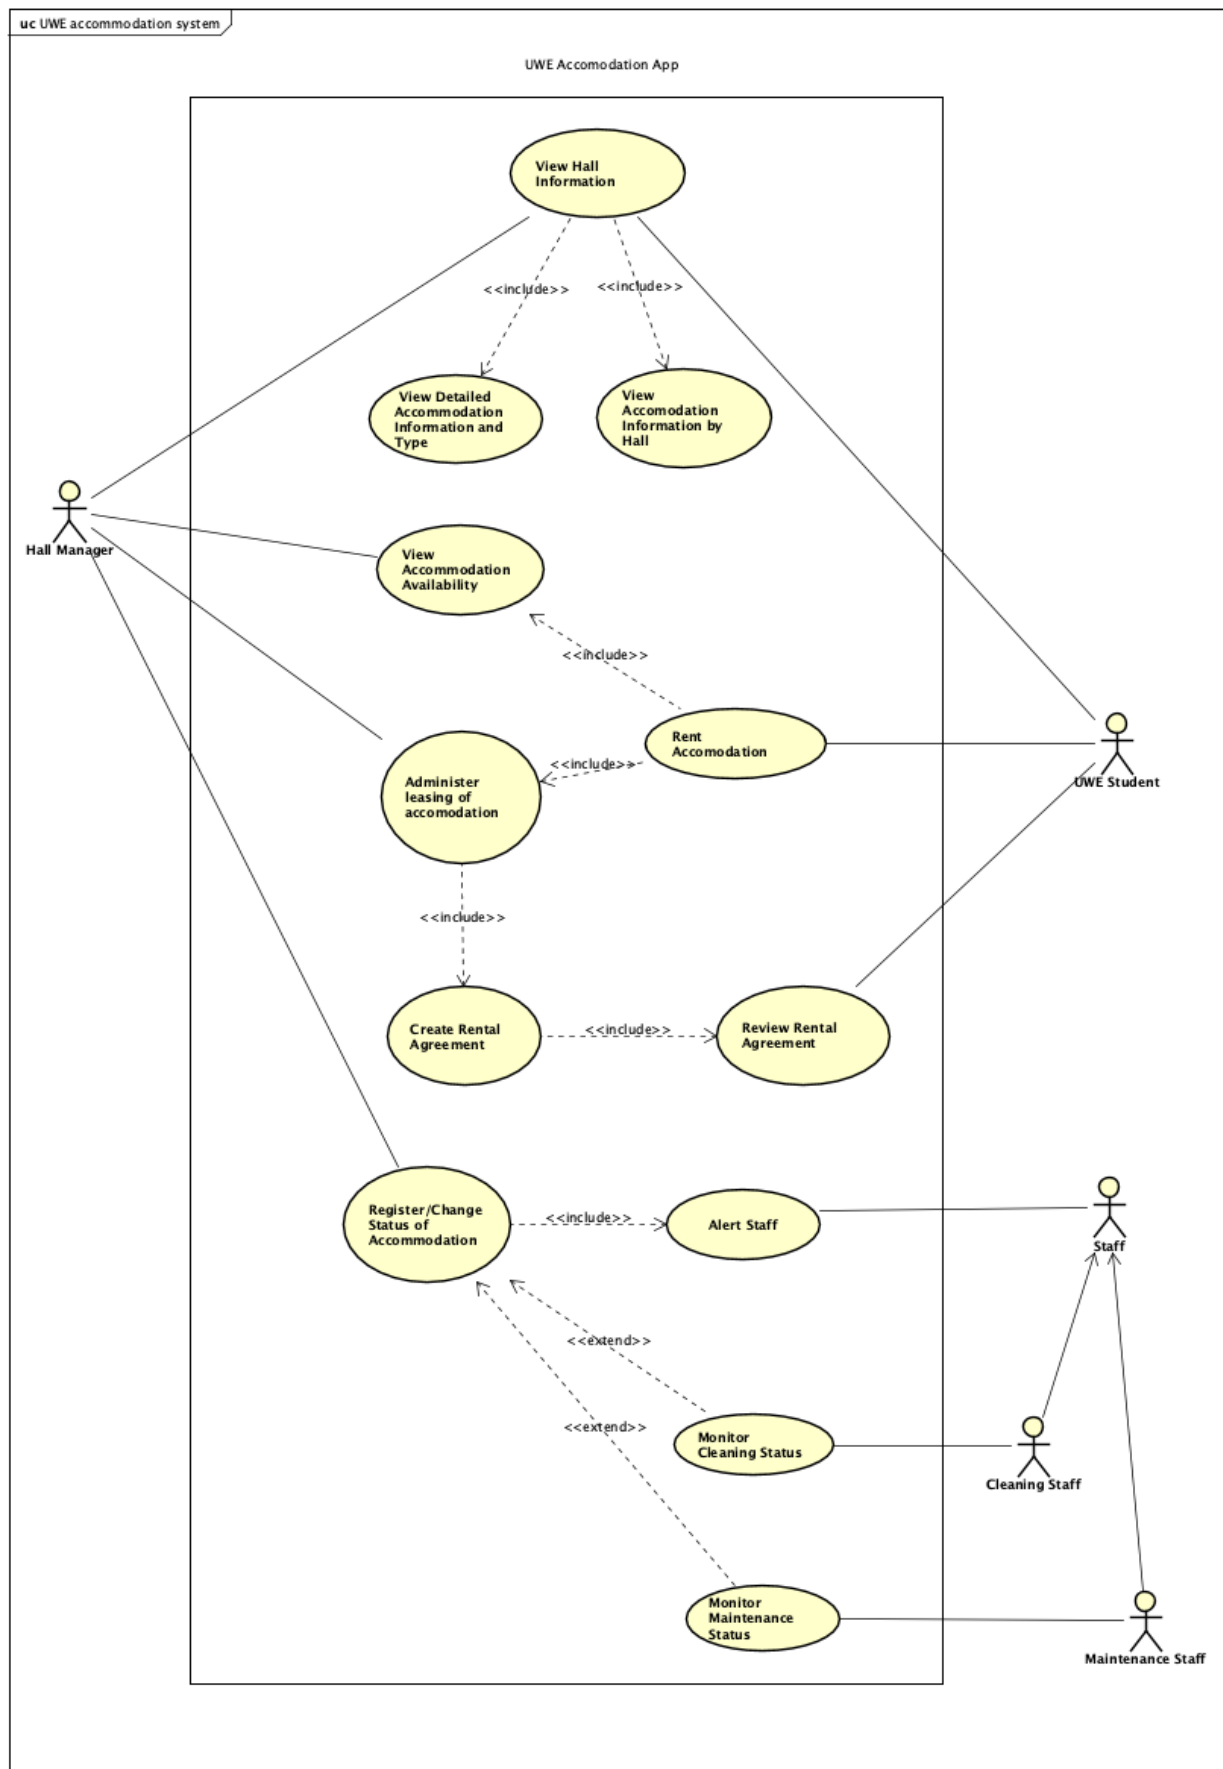 uc UWE accommodation system
UWE Accomodation App
View Hall
Information
<<include>>
<<include>>
View Detailed
Accommodation
Information and
Type
View
Accomodation
Information by
Hall
Hall Manager
View
Accommodation
Availability
<<include>>
Rent
Accomodation
<<include>>
UWE Student
Administer
leasing of
accomodation
<<include>>
Create Rental
Agreement
<<include>>
Review Rental
Agreement
Register/Change
Status of
Accommodation
<<include>>
Alert Staff
Staff
<<extend>>
<<extend>>
Monitor
Cleaning Status
Cleaning Staff
Monitor
Maintenance
Status
Maintenance Staff